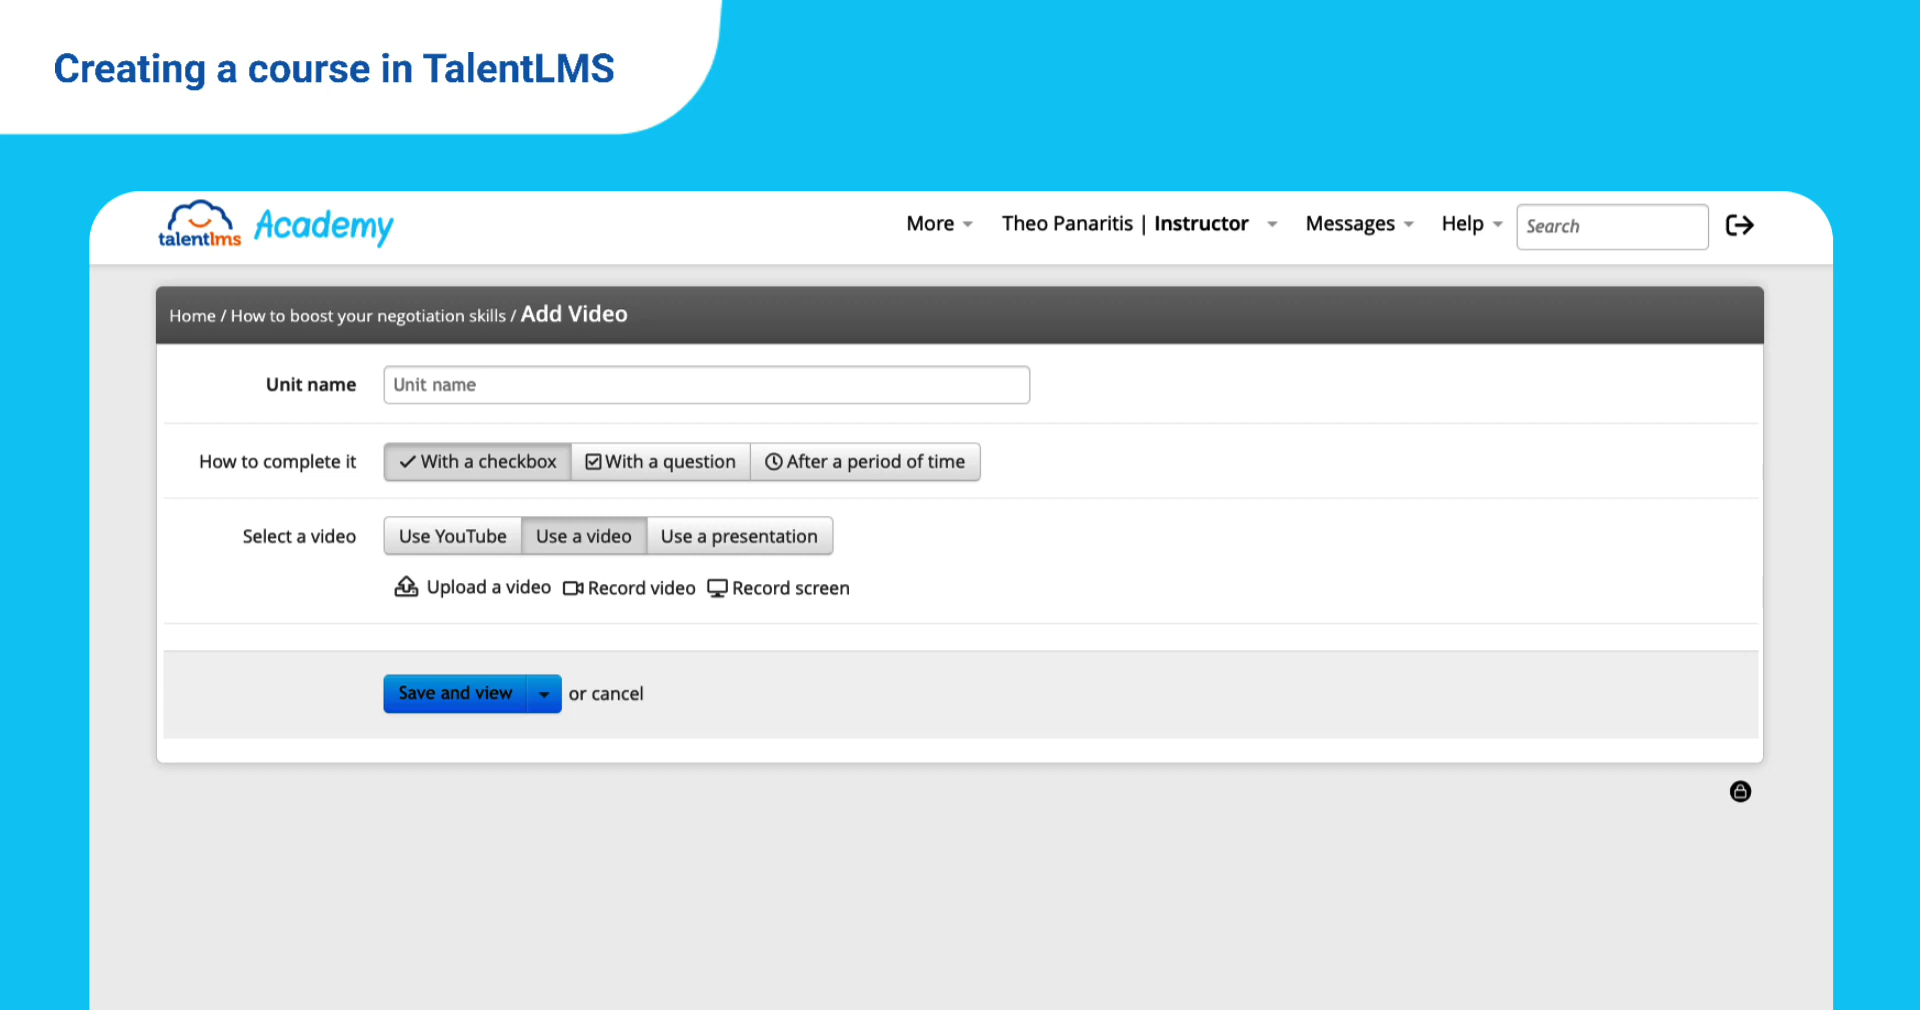 Creating a course in TalentLMS
talentlms Academy More Theo Panaritis | Instructor Messages Help Search
Home / How to boost your negotiation skills / Add Video
Unit name Unit name
How to complete it With a checkbox With a question After a period of time
Select a video Use YouTube Use a video Use a presentation
Upload a video Record video Record screen
Save and view or cancel